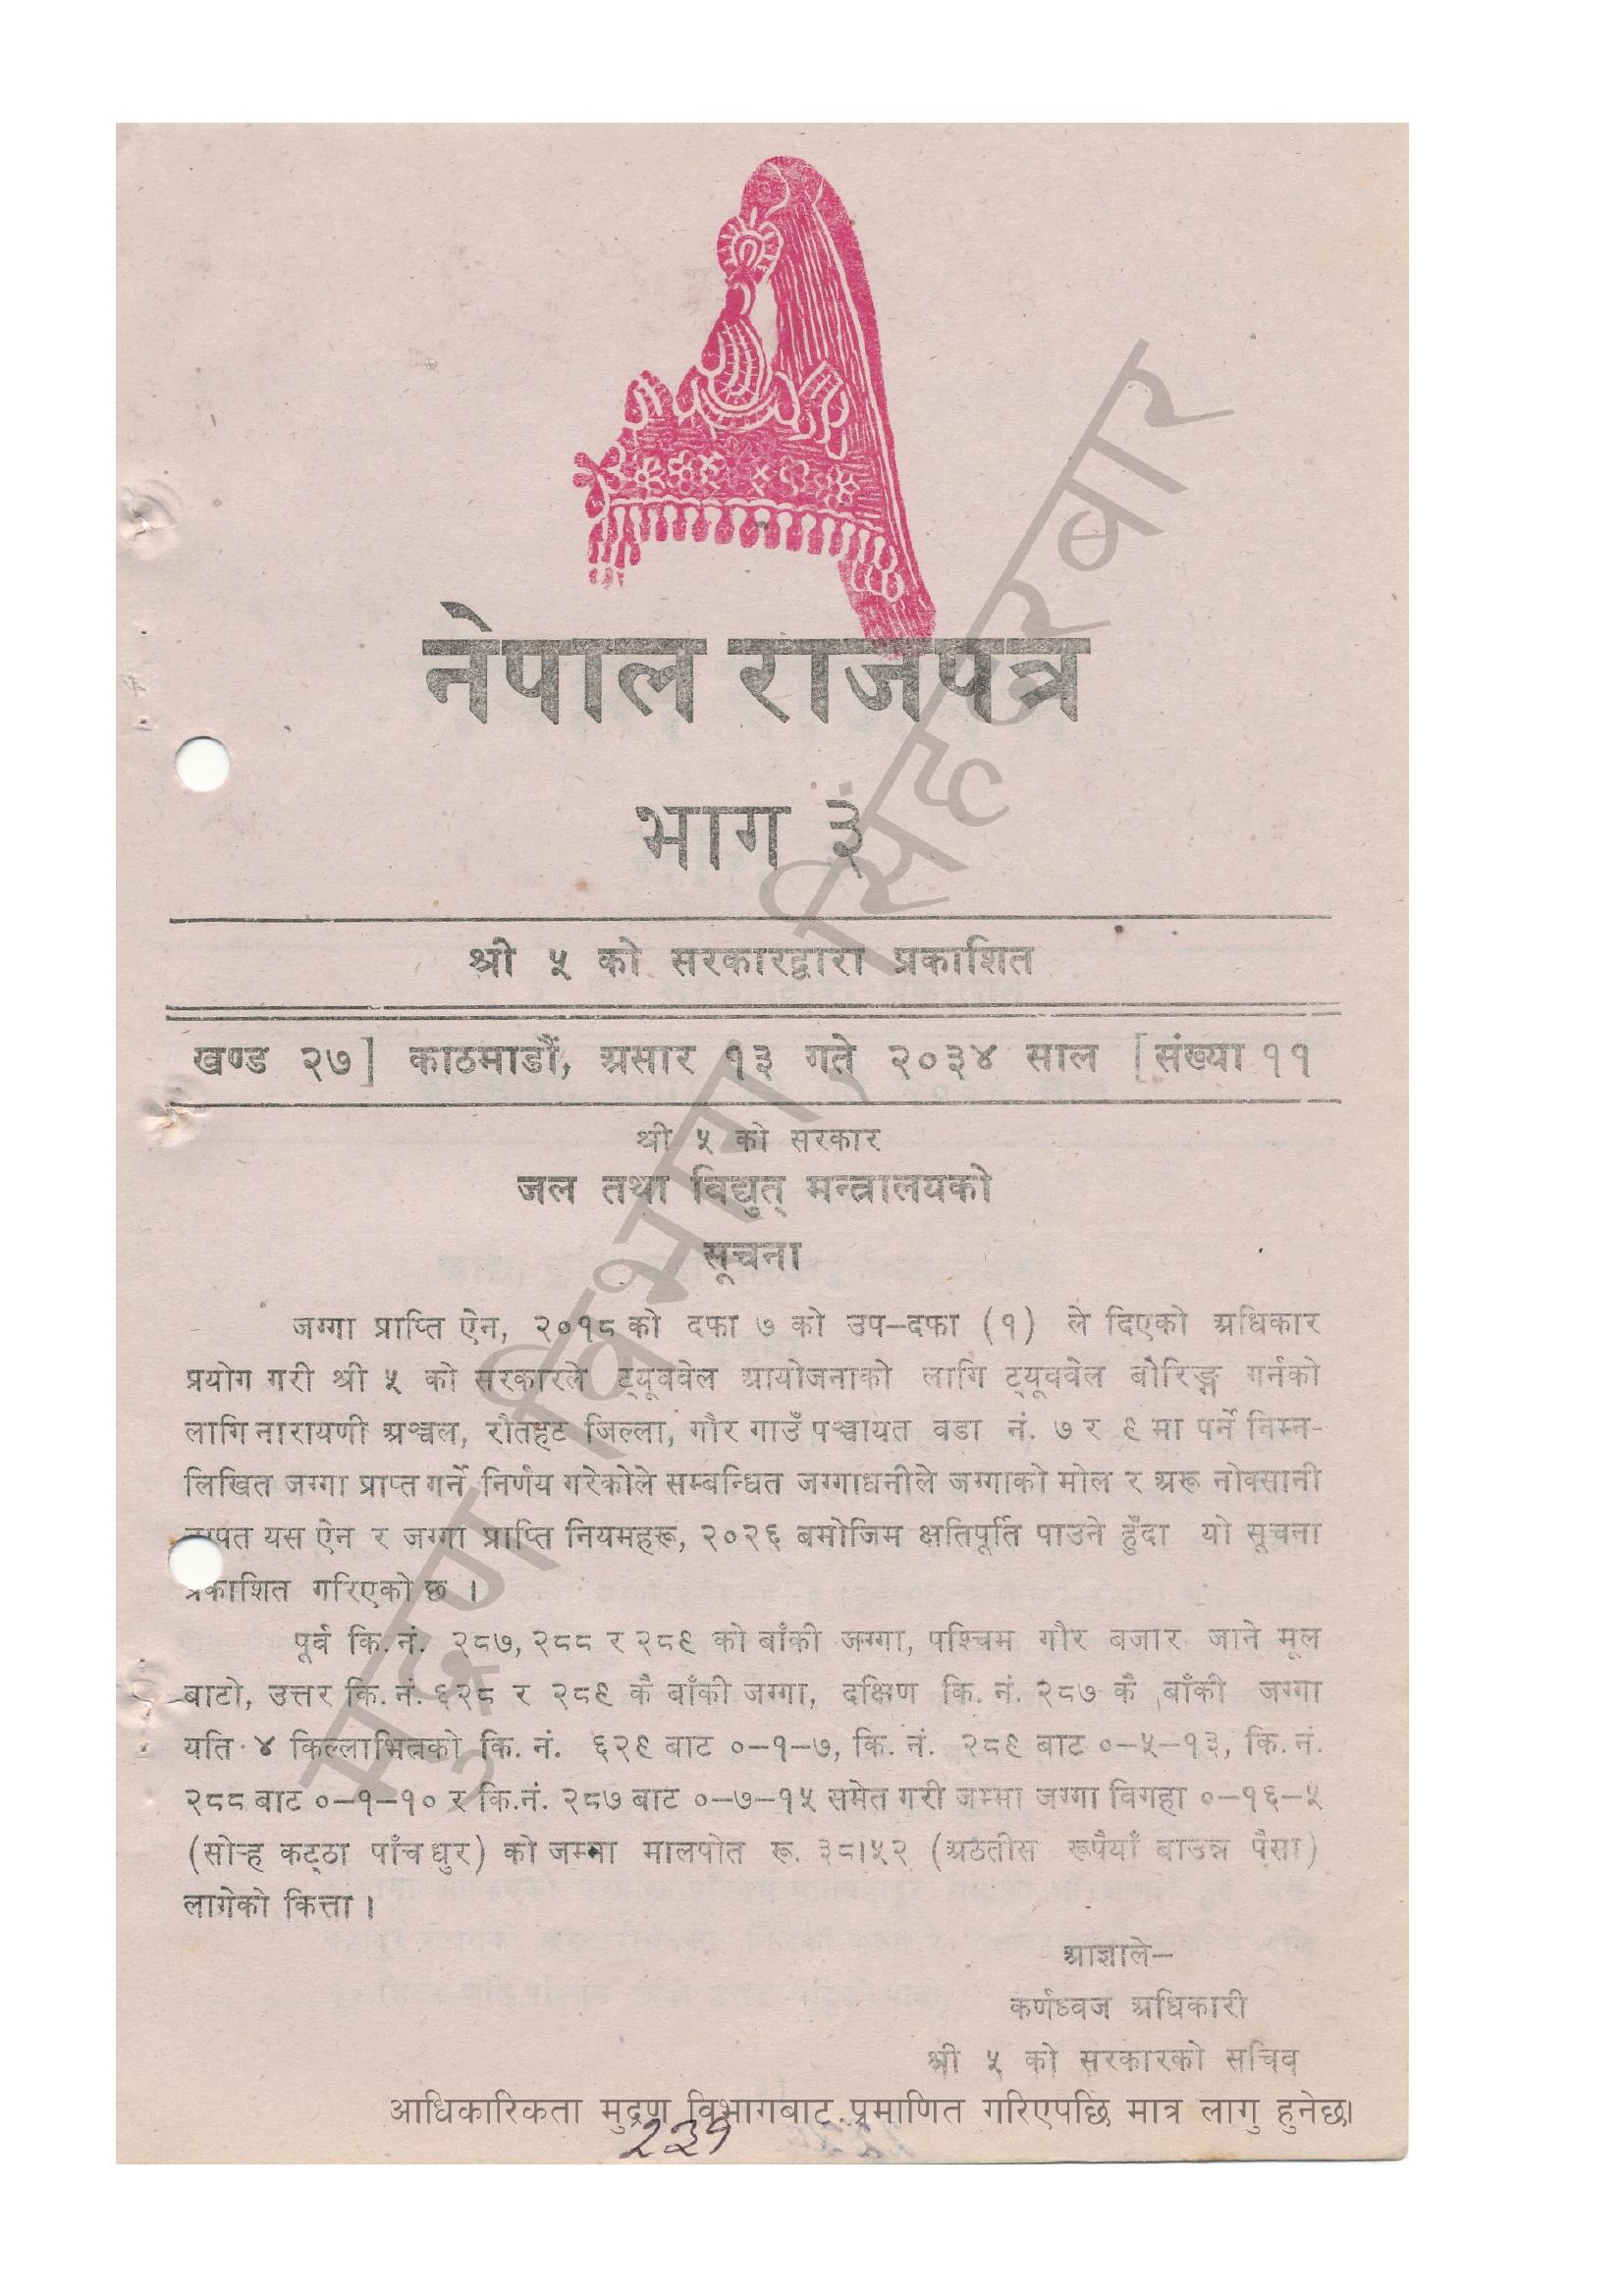 नेपाल राजपत्र
भाग ३
श्री ५ को सरकारद्वारा प्रकाशित
खण्ड २७] काठमाडौं, असार १३ गते २०३४ साल [संख्या ११
श्री ५ को सरकार
जल तथा विद्युत् मन्त्रालयको
सूचना
जग्गा प्राप्ति ऐन, २०१८ को दफा ७ को उप–दफा (१) ले दिएको अधिकार
प्रयोग गरी श्री ५ को सरकारले ट्यूववेल आयोजनाको लागि ट्यूववेल बोरिङ्ग गर्नको
लागि नारायणी अञ्चल, रौतहट जिल्ला, गौर गाउँ पञ्चायत वडा नं. ७ र ९ मा पर्ने निम्न-
लिखित जग्गा प्राप्त गर्ने निर्णय गरेकोले सम्बन्धित जग्गाधनीले जग्गाको मोल र अरू नोक्सानी
यस ऐन र जग्गा प्राप्ति नियमहरू, २०२६ बमोजिम क्षतिपूर्ति पाउने हुँदा यो सूचना
प्रकाशित गरिएको छ ।
पूर्व कि. नं. २८७, २८८ र २८९ को बाँकी जग्गा, पश्चिम गौर बजार जाने मूल
बाटो, उत्तर कि. नं. ६२८ र २८९ कै बाँकी जग्गा, दक्षिण कि. नं. २८७ कै बाँकी जग्गा
यति ४ किल्लाभित्रको कि. नं. ६२९ बाट ०–१–७, कि. नं. २८९ बाट ०–५–१३, कि. नं.
२८८ बाट ०–१–१० र कि.नं. २८७ बाट ०–७–१५ समेत गरी जम्मा जग्गा विगहा ०–१६–५
(सोऱ्ह कट्ठा पाँच धुर) को जम्मा मालपोत रू. ३८।५२ (अठतीस रूपैयाँ बाउन्न पैसा)
लागेको कित्ता ।
आज्ञाले–
कर्णध्वज अधिकारी
श्री ५ को सरकारको सचिव
आधिकारिकता मुद्रण विभागबाट प्रमाणित गरिएपछि मात्र लागु हुनेछ।
२३१
मुद्रण विभाग, सिंहदरबार